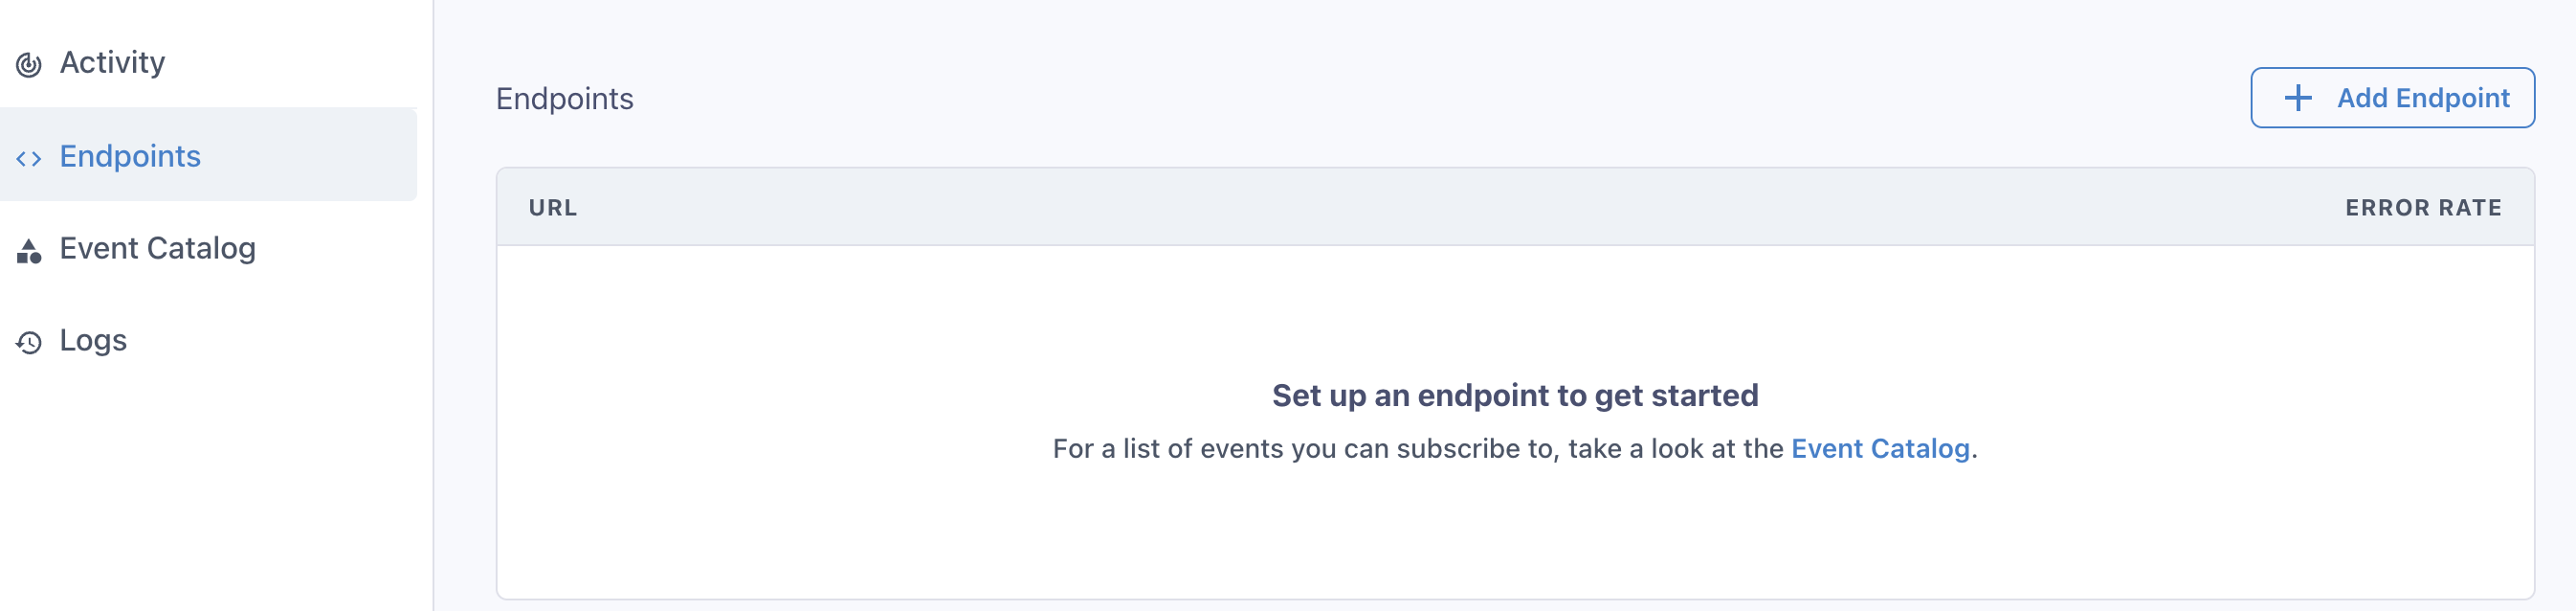 Activity
Endpoints
Event Catalog
Logs
Endpoints
Add Endpoint
URL
ERROR RATE
Set up an endpoint to get started
For a list of events you can subscribe to, take a look at the Event Catalog.